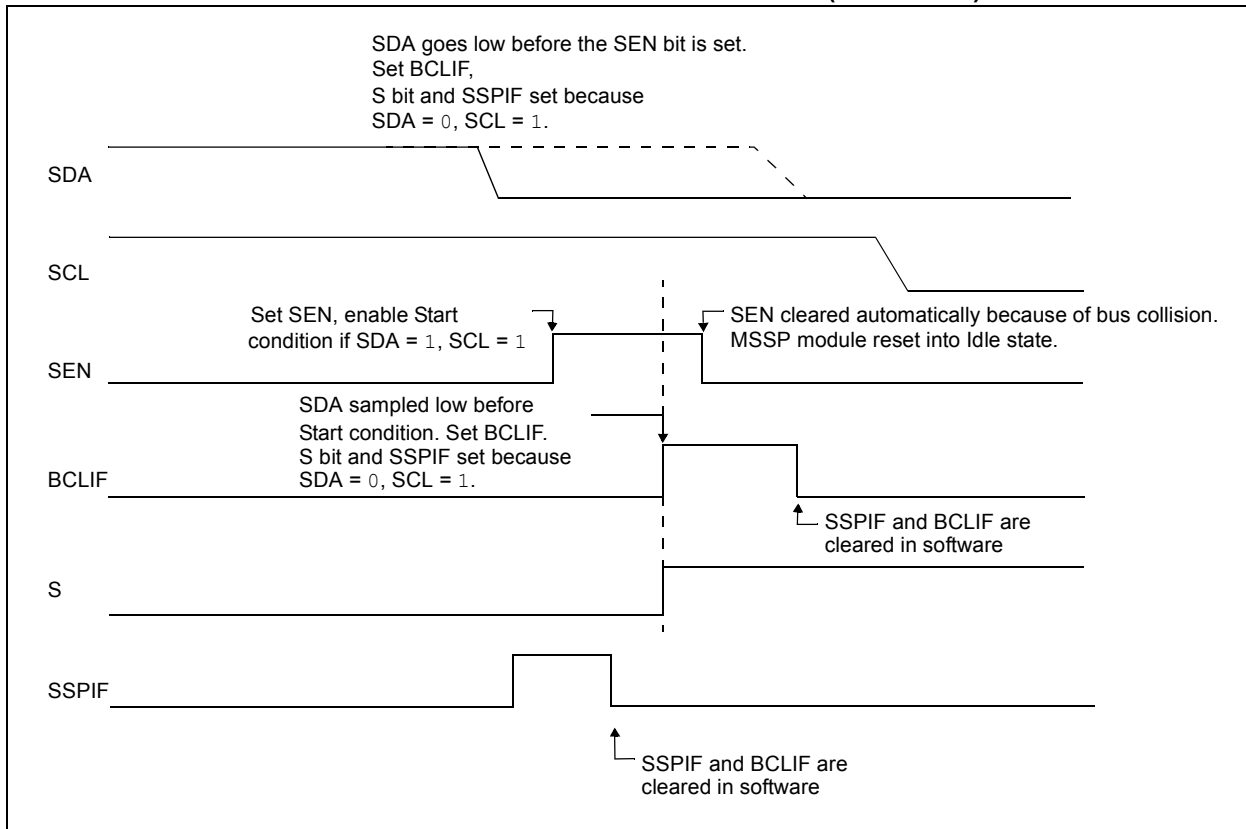 SDA goes low before the SEN bit is set.
Set BCLIF,
S bit and SSPIF set because
SDA = 0, SCL = 1.
SDA
SCL
Set SEN, enable Start
condition if SDA = 1, SCL = 1
SEN cleared automatically because of bus collision.
MSSP module reset into Idle state.
SEN
SDA sampled low before
Start condition. Set BCLIF.
S bit and SSPIF set because
SDA = 0, SCL = 1.
BCLIF
SSPIF and BCLIF are
cleared in software
S
SSPIF
SSPIF and BCLIF are
cleared in software